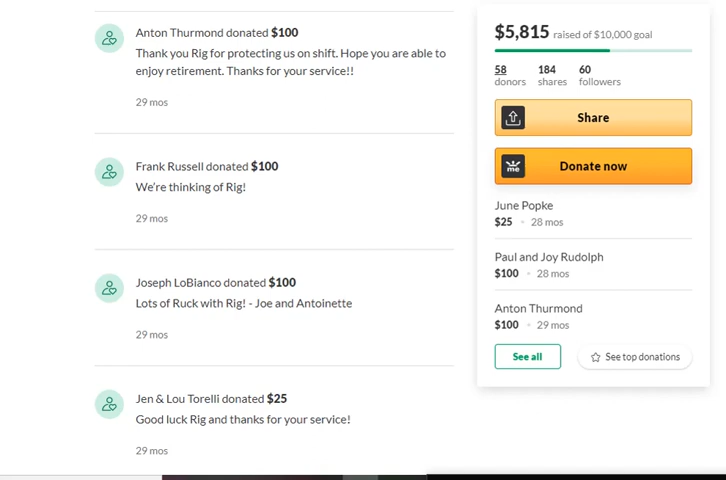 Anton Thurmond donated $100
Thank you Rig for protecting us on shift. Hope you are able to
enjoy retirement. Thanks for your service!!
29 mos
Frank Russell donated $100
We're thinking of Rig!
29 mos
Joseph LoBianco donated $100
Lots of Ruck with Rig! - Joe and Antoinette
29 mos
Jen & Lou Torelli donated $25
Good luck Rig and thanks for your service!
29 mos
$5,815 raised of $10,000 goal
58 184 60
donors shares followers
Share
me Donate now
June Popke
$25 • 28 mos
Paul and Joy Rudolph
$100 • 28 mos
Anton Thurmond
$100 • 29 mos
See all See top donations